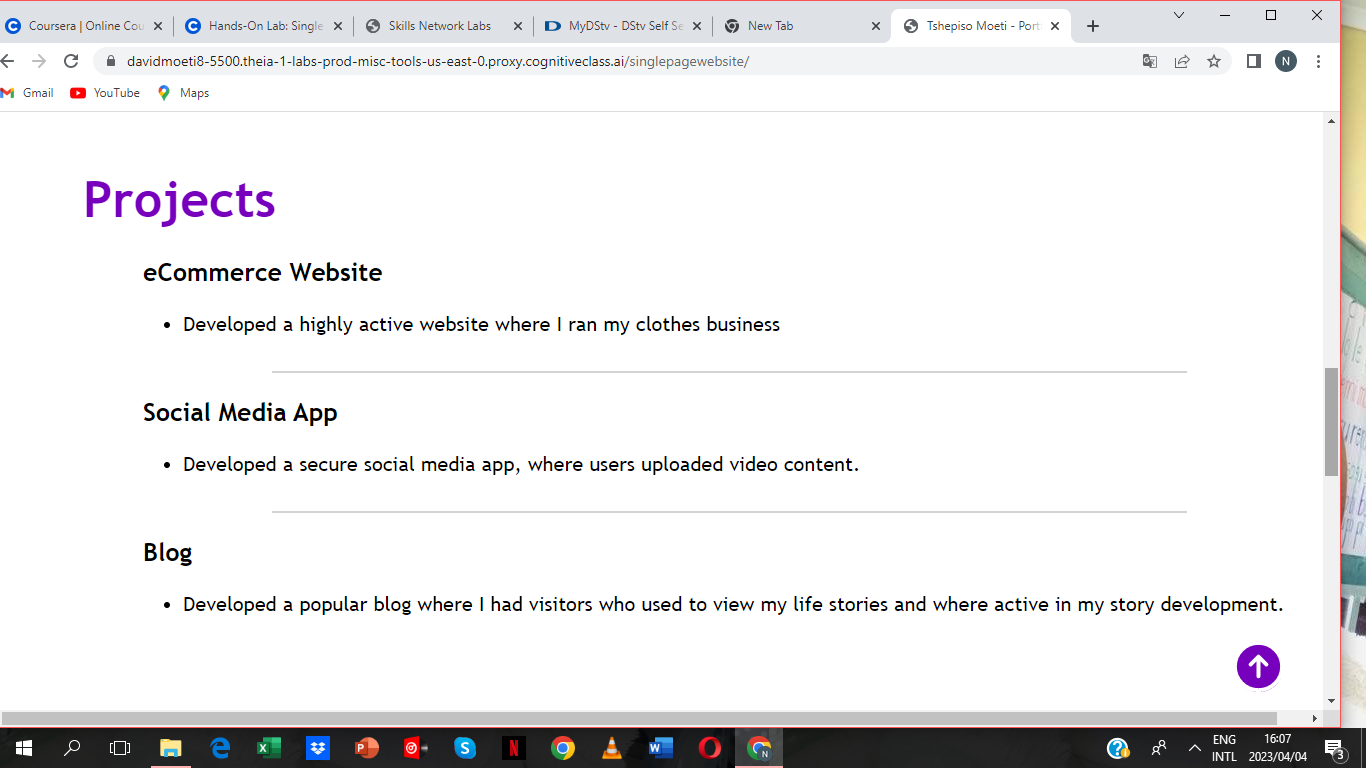 Coursera | Online Cou
Hands-On Lab: Single
Skills Network Labs
MyDStv - DStv Self Se
New Tab
Tshepiso Moeti - Port
davidmoeti8-5500.theia-1-labs-prod-misc-tools-us-east-0.proxy.cognitiveclass.ai/singlepagewebsite/
N
Gmail
YouTube
Maps
Projects
eCommerce Website
• Developed a highly active website where I ran my clothes business
Social Media App
• Developed a secure social media app, where users uploaded video content.
Blog
• Developed a popular blog where I had visitors who used to view my life stories and where active in my story development.
ENG
INTL
16:07
2023/04/04
3